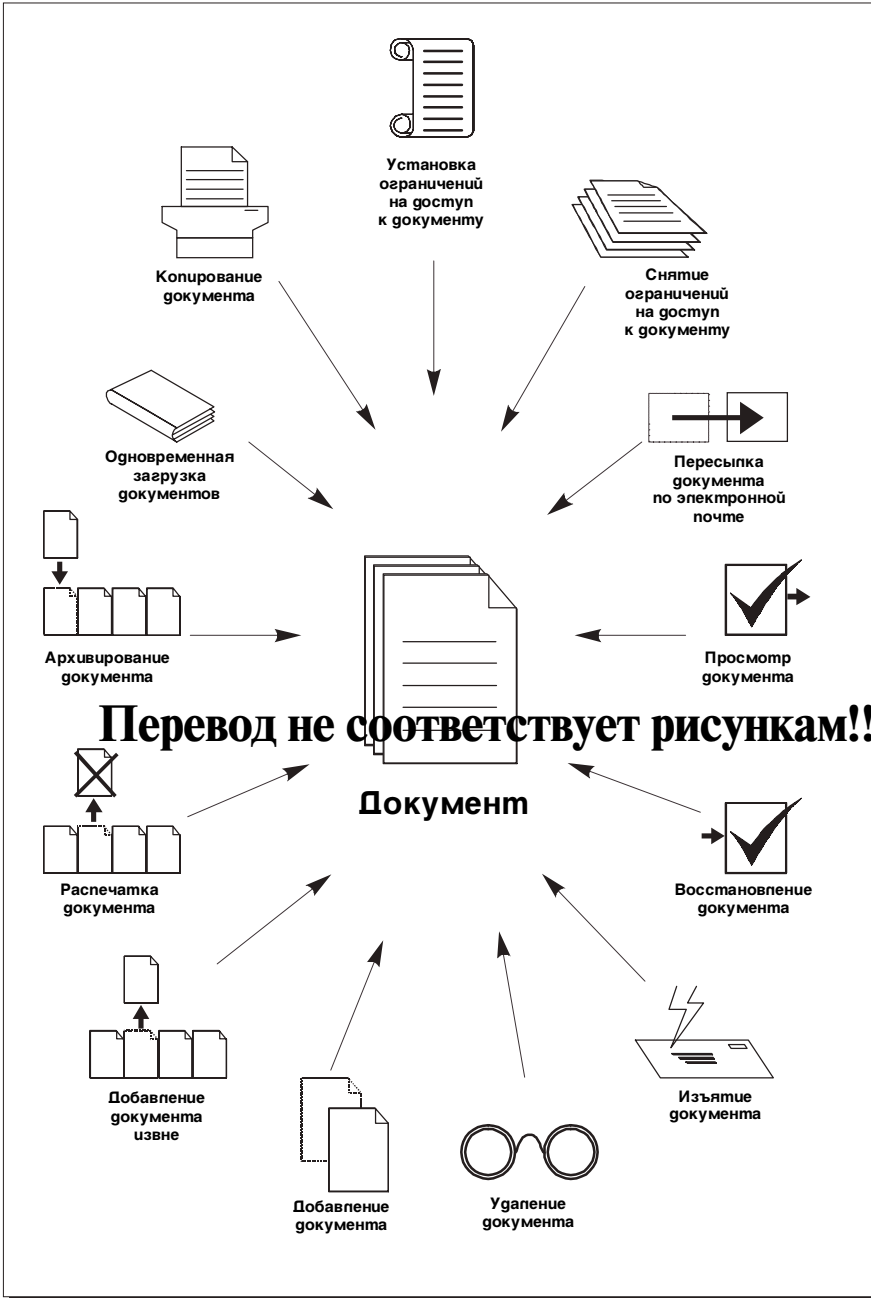 Установка
ограничений
на доступ
к документу
Копирование
документа
Снятие
ограничений
на доступ
к документу
Одновременная
загрузка
документов
Пересылка
документа
по электронной
почте
Архивирование
документа
Просмотр
документа
Перевод не соответствует рисункам!!
Документ
Распечатка
документа
Восстановление
документа
Добавление
документа
извне
Изъятие
документа
Добавление
документа
Удаление
документа